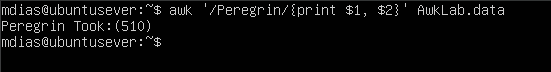 mdias@ubuntusever:~$ awk '/Peregrin/{print $1, $2}' AwkLab.data
Peregrin Took:(510)
mdias@ubuntusever:~$